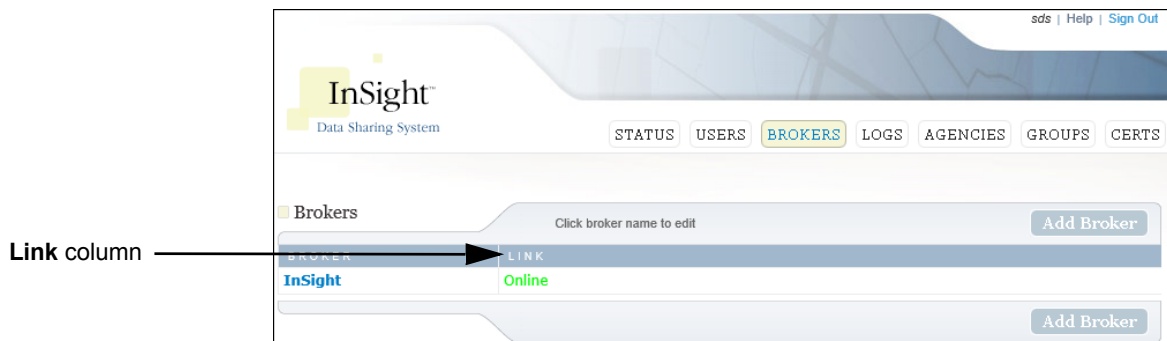 sds | Help | Sign Out
InSight™
Data Sharing System
STATUS USERS BROKERS LOGS AGENCIES GROUPS CERTS
Brokers
Click broker name to edit
Add Broker
Link column
BROKER LINK
InSight Online
Add Broker